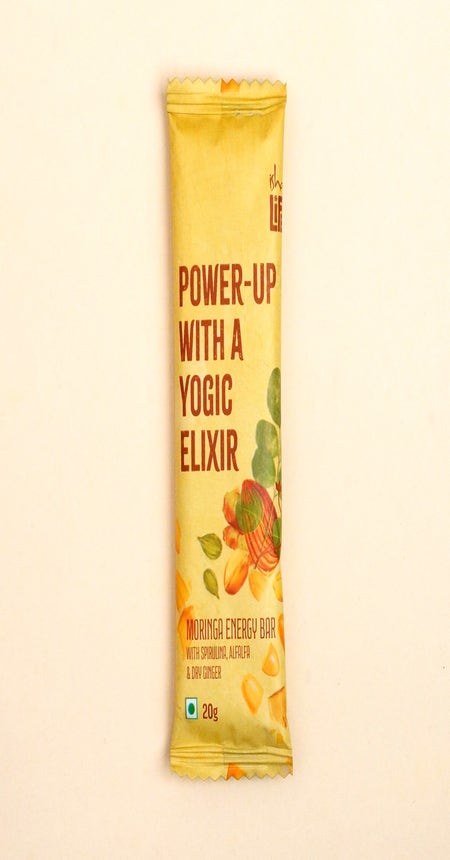 POWER-UP
WITH A
YOGIC
ELIXIR
MORINGA ENERGY BAR
WITH SPIRULINA, ALFALFA
& DRY GINGER
20g